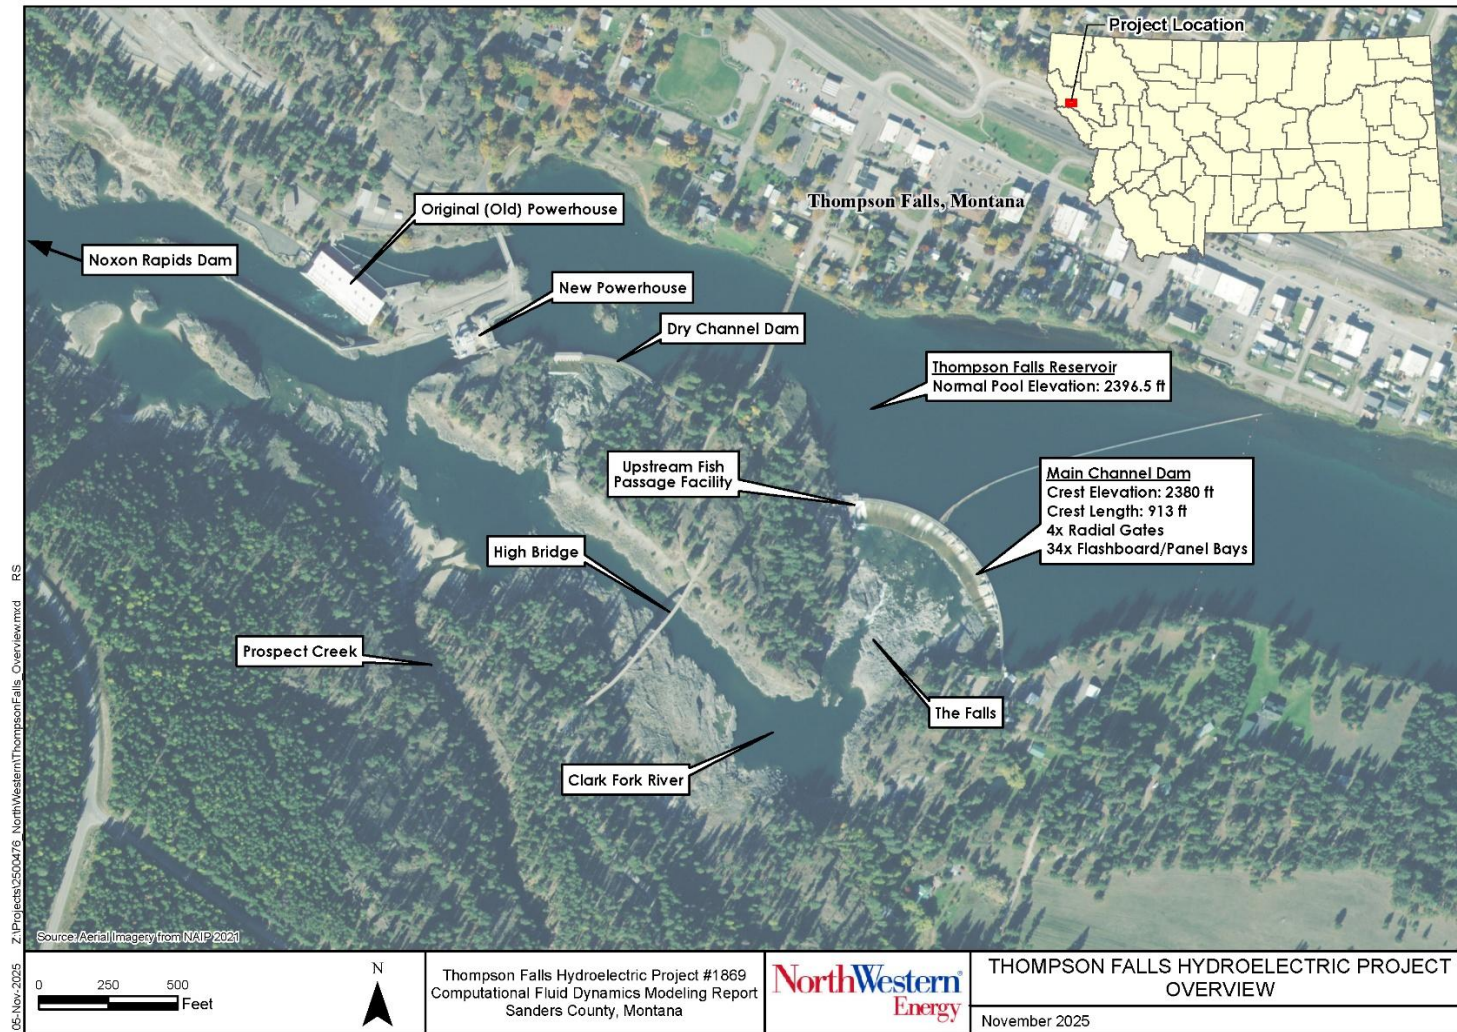 Project Location
Thompson Falls, Montana
Original (Old) Powerhouse
Noxon Rapids Dam
New Powerhouse
Dry Channel Dam
Thompson Falls Reservoir
Normal Pool Elevation: 2396.5 ft
Upstream Fish
Passage Facility
Main Channel Dam
Crest Elevation: 2380 ft
Crest Length: 913 ft
4x Radial Gates
34x Flashboard/Panel Bays
High Bridge
Prospect Creek
The Falls
Clark Fork River
Source: Aerial Imagery from NAIP 2021
05-Nov-2025 Z:\Projects\2500476_NorthWestern\ThompsonFalls_Overview.mxd RS
0 250 500
Feet
N
Thompson Falls Hydroelectric Project #1869
Computational Fluid Dynamics Modeling Report
Sanders County, Montana
NorthWestern®
Energy
THOMPSON FALLS HYDROELECTRIC PROJECT
OVERVIEW
November 2025